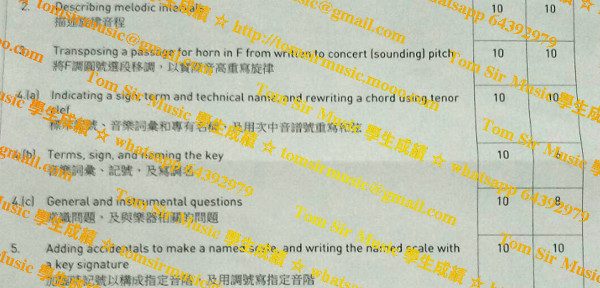 2. Describing melodic intervals 10 10
描述旋律音程
3. Transposing a passage for horn in F from written to concert (sounding) pitch 10 10
將F調圓號選段移調，以實際音高重寫旋律
4.(a) Indicating a sign, term and technical name, and rewriting a chord using tenor 10 10
clef
標示記號、音樂詞彙和專有名稱，及用次中音譜號重寫和弦
4.(b) Terms, sign, and naming the key 10
音樂詞彙、記號，及寫調名
4.(c) General and instrumental questions 10 8
常識問題、及與樂器相關的問題
5. Adding accidentals to make a named scale, and writing the named scale with 10 10
a key signature
加臨時記號以構成指定音階，及用調號寫指定音階
Tom Sir Music 學生成績 ☆ http://tomsirmusic.moon.com ☆ tomsirmusic@gmail.com ☆ whatsapp 64392979